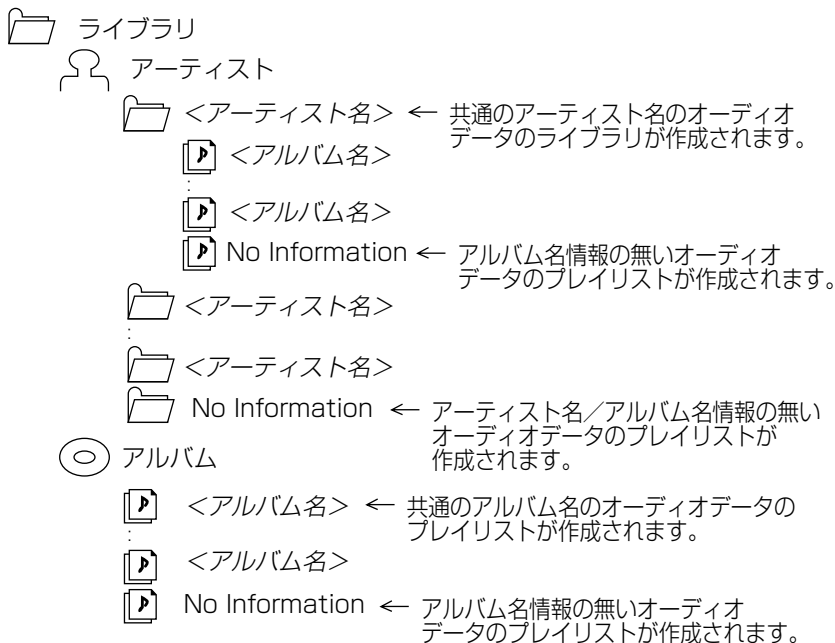 ライブラリ
アーティスト
<アーティスト名> ← 共通のアーティスト名のオーディオ
データのライブラリが作成されます。
<アルバム名>
:
<アルバム名>
No Information ← アルバム名情報の無いオーディオ
データのプレイリストが作成されます。
<アーティスト名>
:
<アーティスト名>
No Information ← アーティスト名／アルバム名情報の無い
オーディオデータのプレイリストが
作成されます。
アルバム
<アルバム名> ← 共通のアルバム名のオーディオデータの
プレイリストが作成されます。
:
<アルバム名>
No Information ← アルバム名情報の無いオーディオ
データのプレイリストが作成されます。